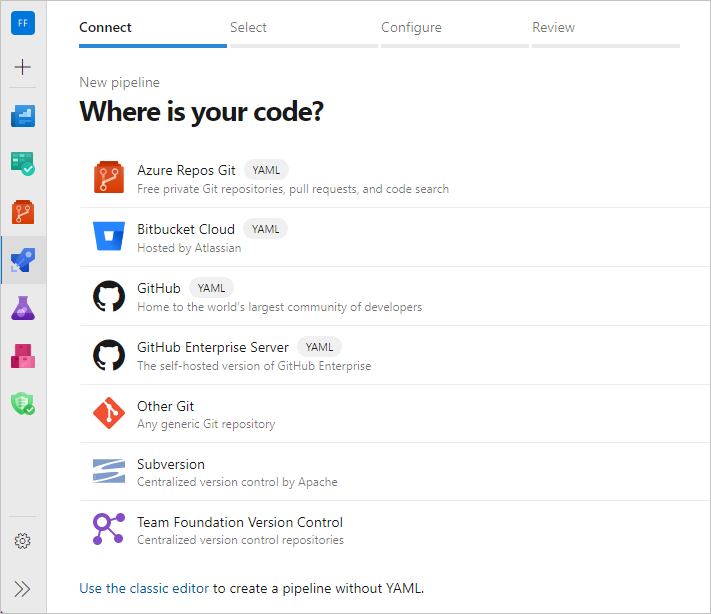 FF
Connect
Select
Configure
Review
New pipeline
Where is your code?
Azure Repos Git YAML
Free private Git repositories, pull requests, and code search
Bitbucket Cloud YAML
Hosted by Atlassian
GitHub YAML
Home to the world's largest community of developers
GitHub Enterprise Server YAML
The self-hosted version of GitHub Enterprise
Other Git
Any generic Git repository
Subversion
Centralized version control by Apache
Team Foundation Version Control
Centralized version control repositories
Use the classic editor to create a pipeline without YAML.